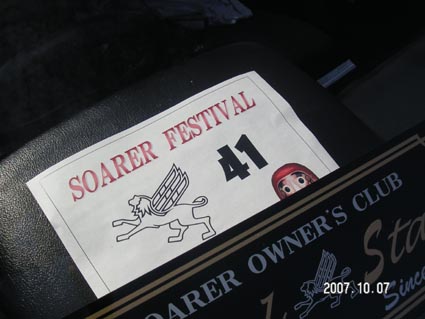 SOARER FESTIVAL
41
SOARER OWNER'S CLUB
Sta
Since
2007.10.07